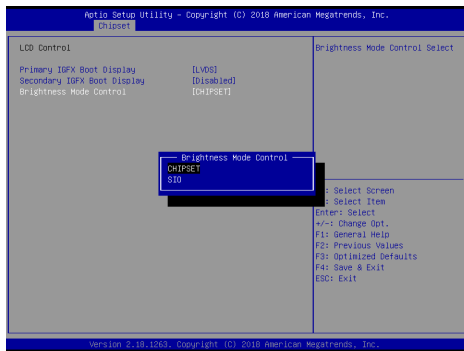 Aptio Setup Utility – Copyright (C) 2018 American Megatrends, Inc.
Chipset
LCD Control
Primary IGFX Boot Display [LVDS]
Secondary IGFX Boot Display [Disabled]
Brightness Mode Control [CHIPSET]
Brightness Mode Control Select
Brightness Mode Control
CHIPSET
SIO
: Select Screen
: Select Item
Enter: Select
+/-: Change Opt.
F1: General Help
F2: Previous Values
F3: Optimized Defaults
F4: Save & Exit
ESC: Exit
Version 2.18.1263. Copyright (C) 2018 American Megatrends, Inc.